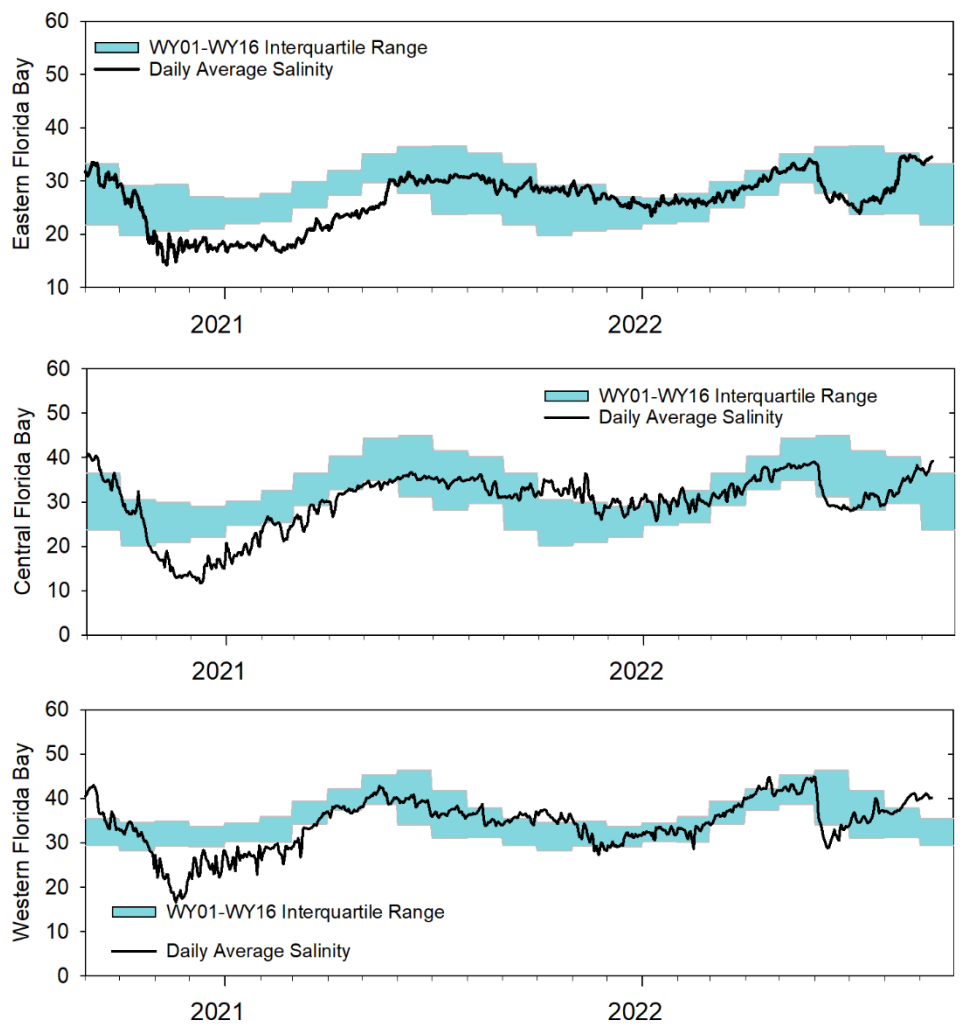 Eastern Florida Bay
60
50
40
30
20
10
WY01-WY16 Interquartile Range
Daily Average Salinity
2021
2022
Central Florida Bay
60
50
40
30
20
10
0
WY01-WY16 Interquartile Range
Daily Average Salinity
2021
2022
Western Florida Bay
60
50
40
30
20
10
0
WY01-WY16 Interquartile Range
Daily Average Salinity
2021
2022